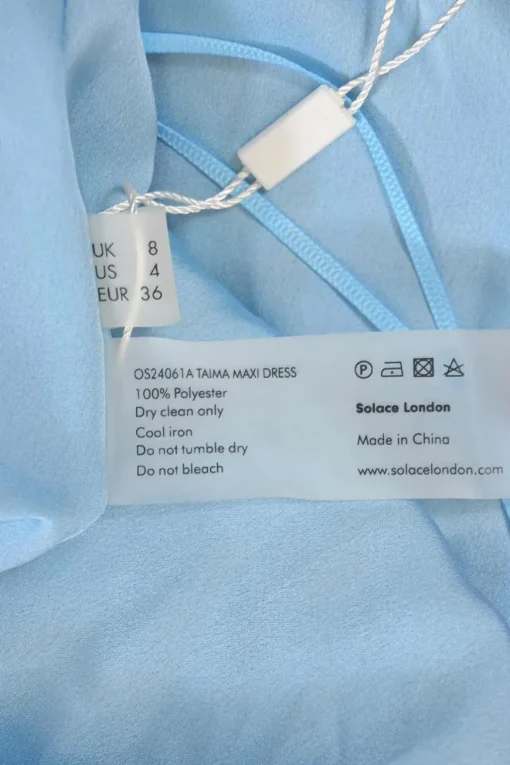 UK 8
US 4
EUR 36
OS24061A TAIMA MAXI DRESS
100% Polyester
Dry clean only
Cool iron
Do not tumble dry
Do not bleach
P
Solace London
Made in China
www.solacelondon.com